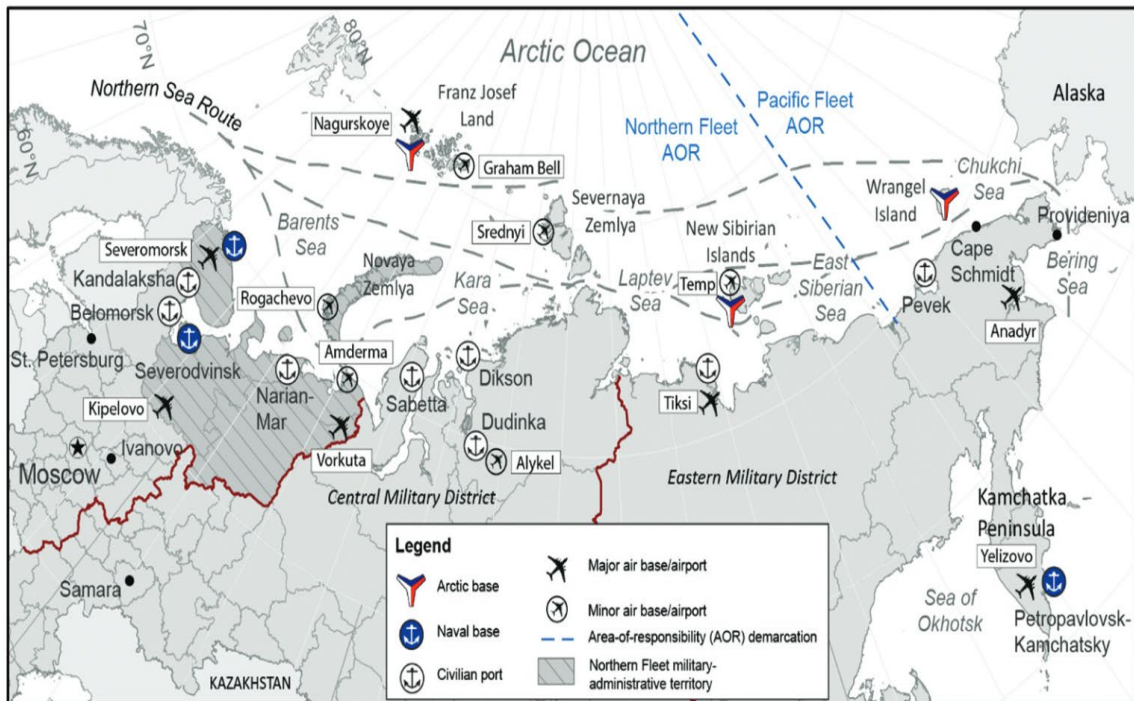 70°N
80°N
60°N
Arctic Ocean
Northern Sea Route
Franz Josef
Land
Nagurskoye
Graham Bell
Northern Fleet
AOR
Pacific Fleet
AOR
Alaska
Chukchi
Sea
Wrangel
Island
Provideniya
Cape
Schmidt
Bering
Sea
Pevek
Anadyr
Severnaya
Zemlya
Srednyi
New Sibirian
Islands
Temp
Laptev
Sea
East
Siberian
Sea
Barents
Sea
Severomorsk
Kandalaksha
Belomorsk
Rogachevo
Novaya
Zemlya
Kara
Sea
St. Petersburg
Severodvinsk
Amderma
Narian-
Mar
Sabetta
Dikson
Dudinka
Tiksi
Kipelovo
Ivanovo
Moscow
Vorkuta
Alykel
Central Military District
Eastern Military District
Samara
KAZAKHSTAN
Kamchatka
Peninsula
Yelizovo
Sea of
Okhotsk
Petropavlovsk-
Kamchatsky
Legend
Arctic base
Naval base
Civilian port
Major air base/airport
Minor air base/airport
Area-of-responsibility (AOR) demarcation
Northern Fleet military-
administrative territory